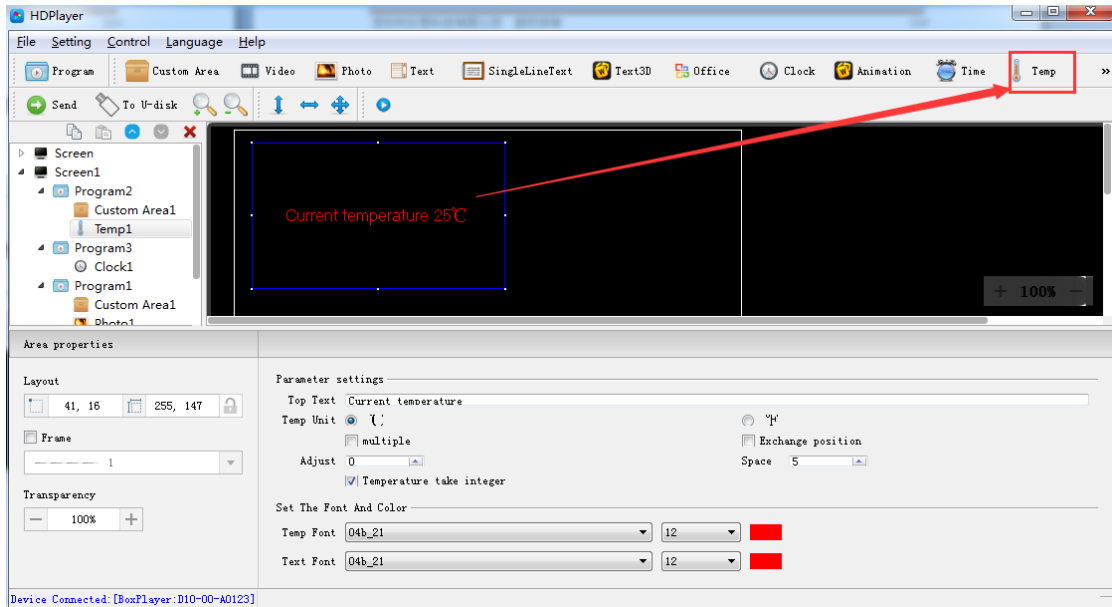 HDPlayer
File Setting Control Language Help
Program Custom Area Video Photo Text SingleLineText Text3D Office Clock Animation Time Temp »
Send To U-disk
Screen
Screen1
Program2
Custom Area1
Temp1
Program3
Clock1
Program1
Custom Area1
Photo1
Current temperature 25℃
+ 100% −
Area properties
Layout
41, 16 255, 147
Frame
1
Transparency
— 100% +
Parameter settings
Top Text Current temperature
Temp Unit ℃ ℉
multiple Exchange position
Adjust 0 Space 5
Temperature take integer
Set The Font And Color
Temp Font 04b_21 12
Text Font 04b_21 12
Device Connected:[BoxPlayer:D10-00-A0123]